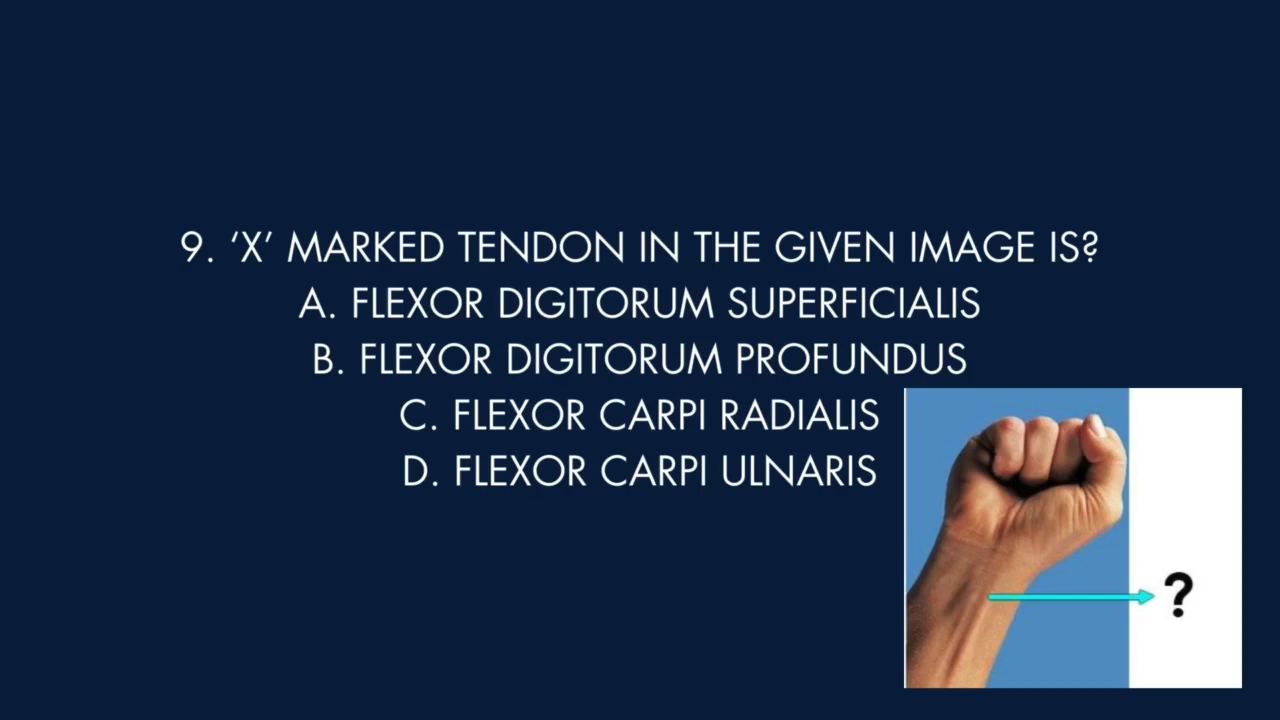 9. ‘X’ MARKED TENDON IN THE GIVEN IMAGE IS?
A. FLEXOR DIGITORUM SUPERFICIALIS
B. FLEXOR DIGITORUM PROFUNDUS
C. FLEXOR CARPI RADIALIS
D. FLEXOR CARPI ULNARIS
?